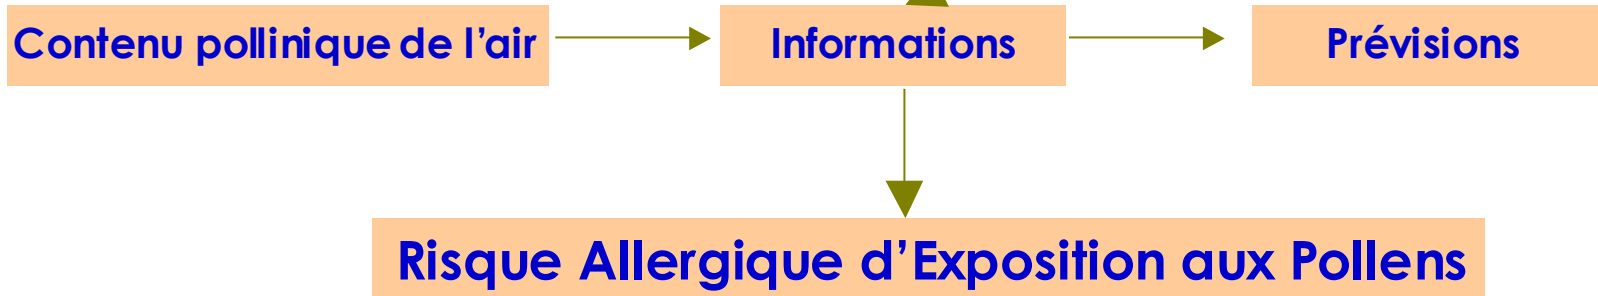 Contenu pollinique de l’air
Informations
Prévisions
Risque Allergique d’Exposition aux Pollens